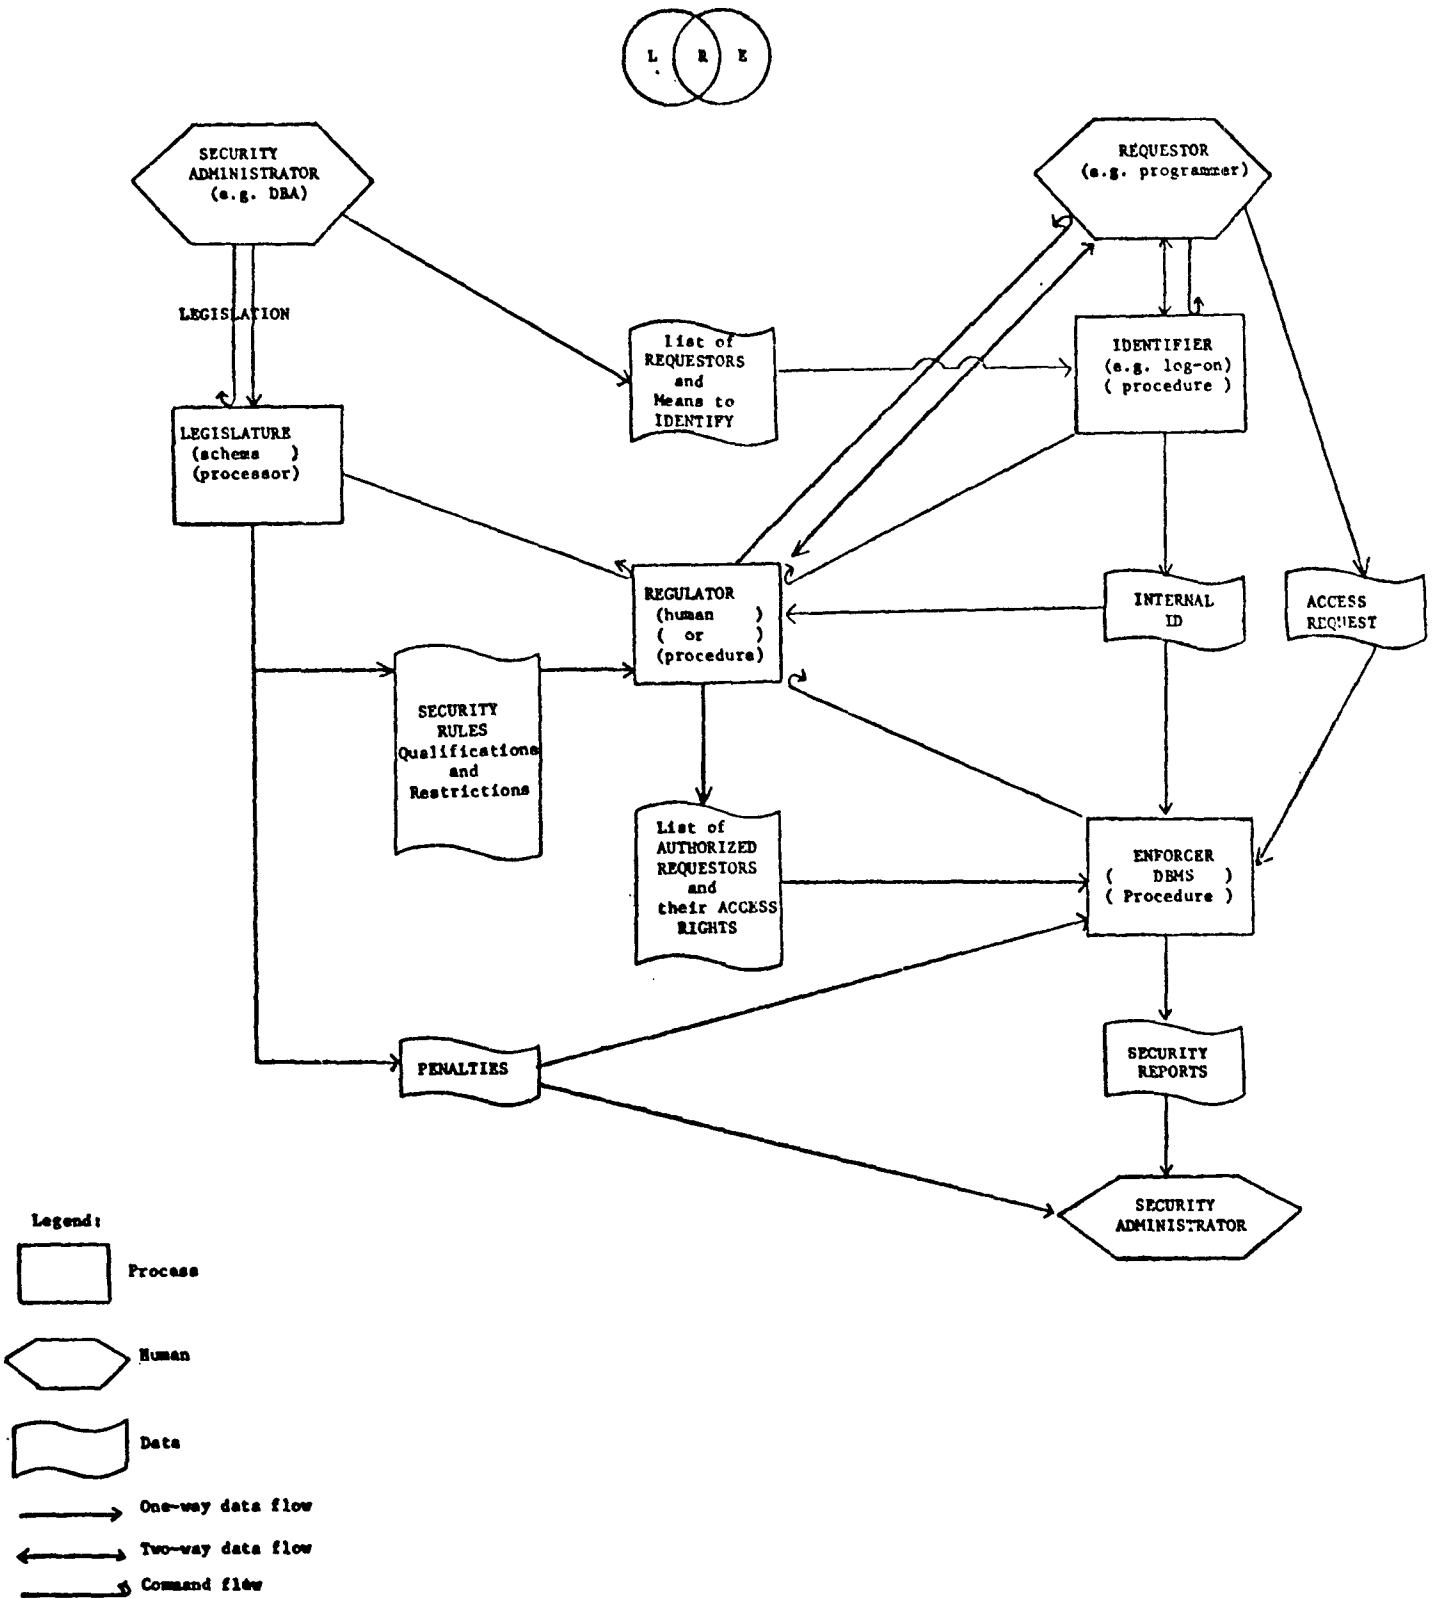 L R E
SECURITY
ADMINISTRATOR
(e.g. DBA)
REQUESTOR
(e.g. programmer)
LEGISLATION
List of
REQUESTORS
and
Means to
IDENTIFY
IDENTIFIER
(e.g. log-on)
( procedure )
LEGISLATURE
(schema )
(processor)
REGULATOR
(human )
( or )
(procedure)
INTERNAL
ID
ACCESS
REQUEST
SECURITY
RULES
Qualifications
and
Restrictions
List of
AUTHORIZED
REQUESTORS
and
their ACCESS
RIGHTS
ENFORCER
( DBMS )
( Procedure )
PENALTIES
SECURITY
REPORTS
SECURITY
ADMINISTRATOR
Legend:
Process
Human
Data
One-way data flow
Two-way data flow
Command flow